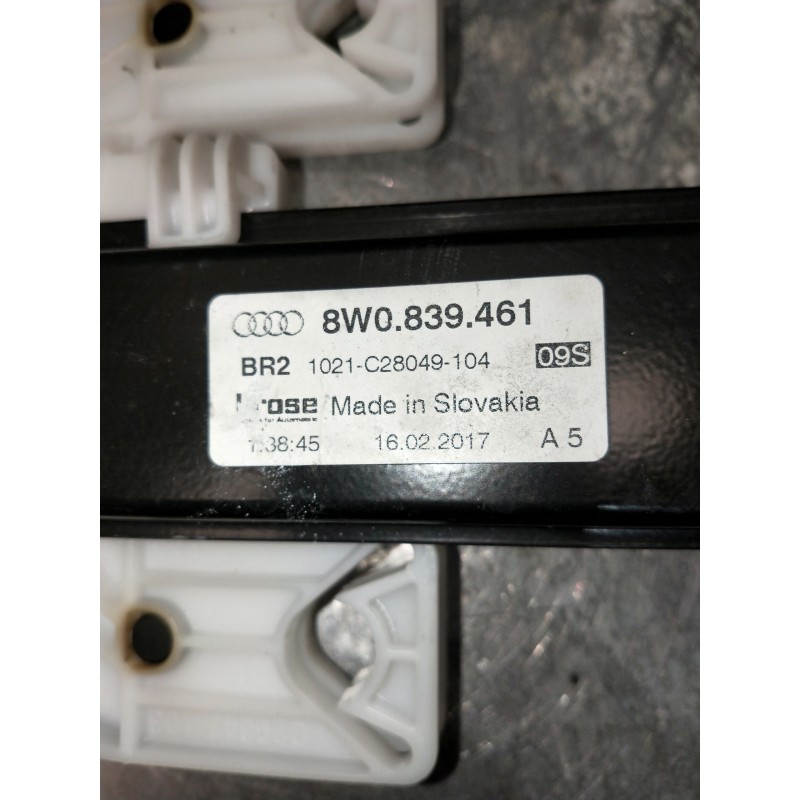 8W0.839.461
BR2 1021-C28049-104 09S
Made in Slovakia
16.02.2017 A 5